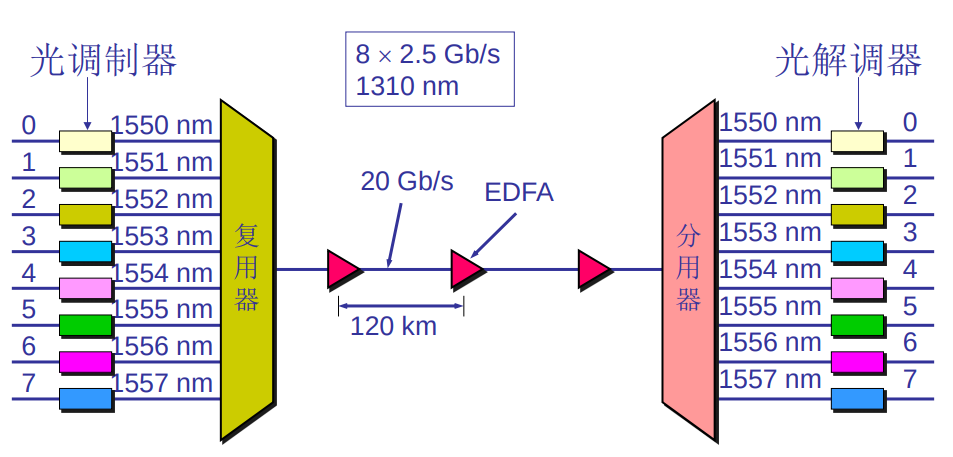 光调制器
8 × 2.5 Gb/s
1310 nm
光解调器
0 1550 nm
1 1551 nm
2 1552 nm
3 1553 nm
4 1554 nm
5 1555 nm
6 1556 nm
7 1557 nm
复用器
20 Gb/s
EDFA
120 km
分用器
1550 nm 0
1551 nm 1
1552 nm 2
1553 nm 3
1554 nm 4
1555 nm 5
1556 nm 6
1557 nm 7